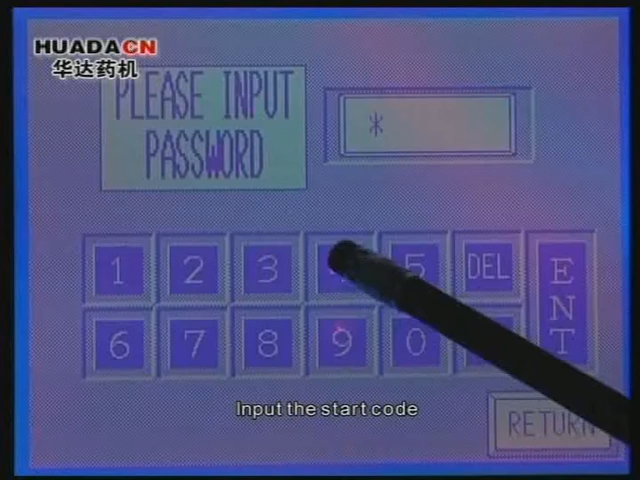 HUADACN
华达药机
PLEASE INPUT
PASSWORD
*
1 2 3 5 DEL ENT
6 7 8 9 0
Input the start code
RETURN